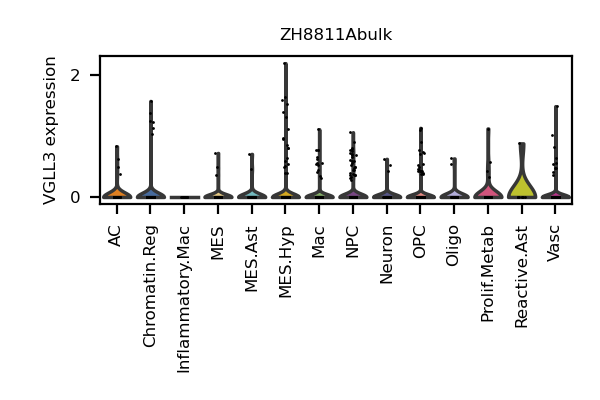 ZH8811Abulk
VGLL3 expression
2
0
AC
Chromatin.Reg
Inflammatory.Mac
MES
MES.Ast
MES.Hyp
Mac
NPC
Neuron
OPC
Oligo
Prolif.Metab
Reactive.Ast
Vasc